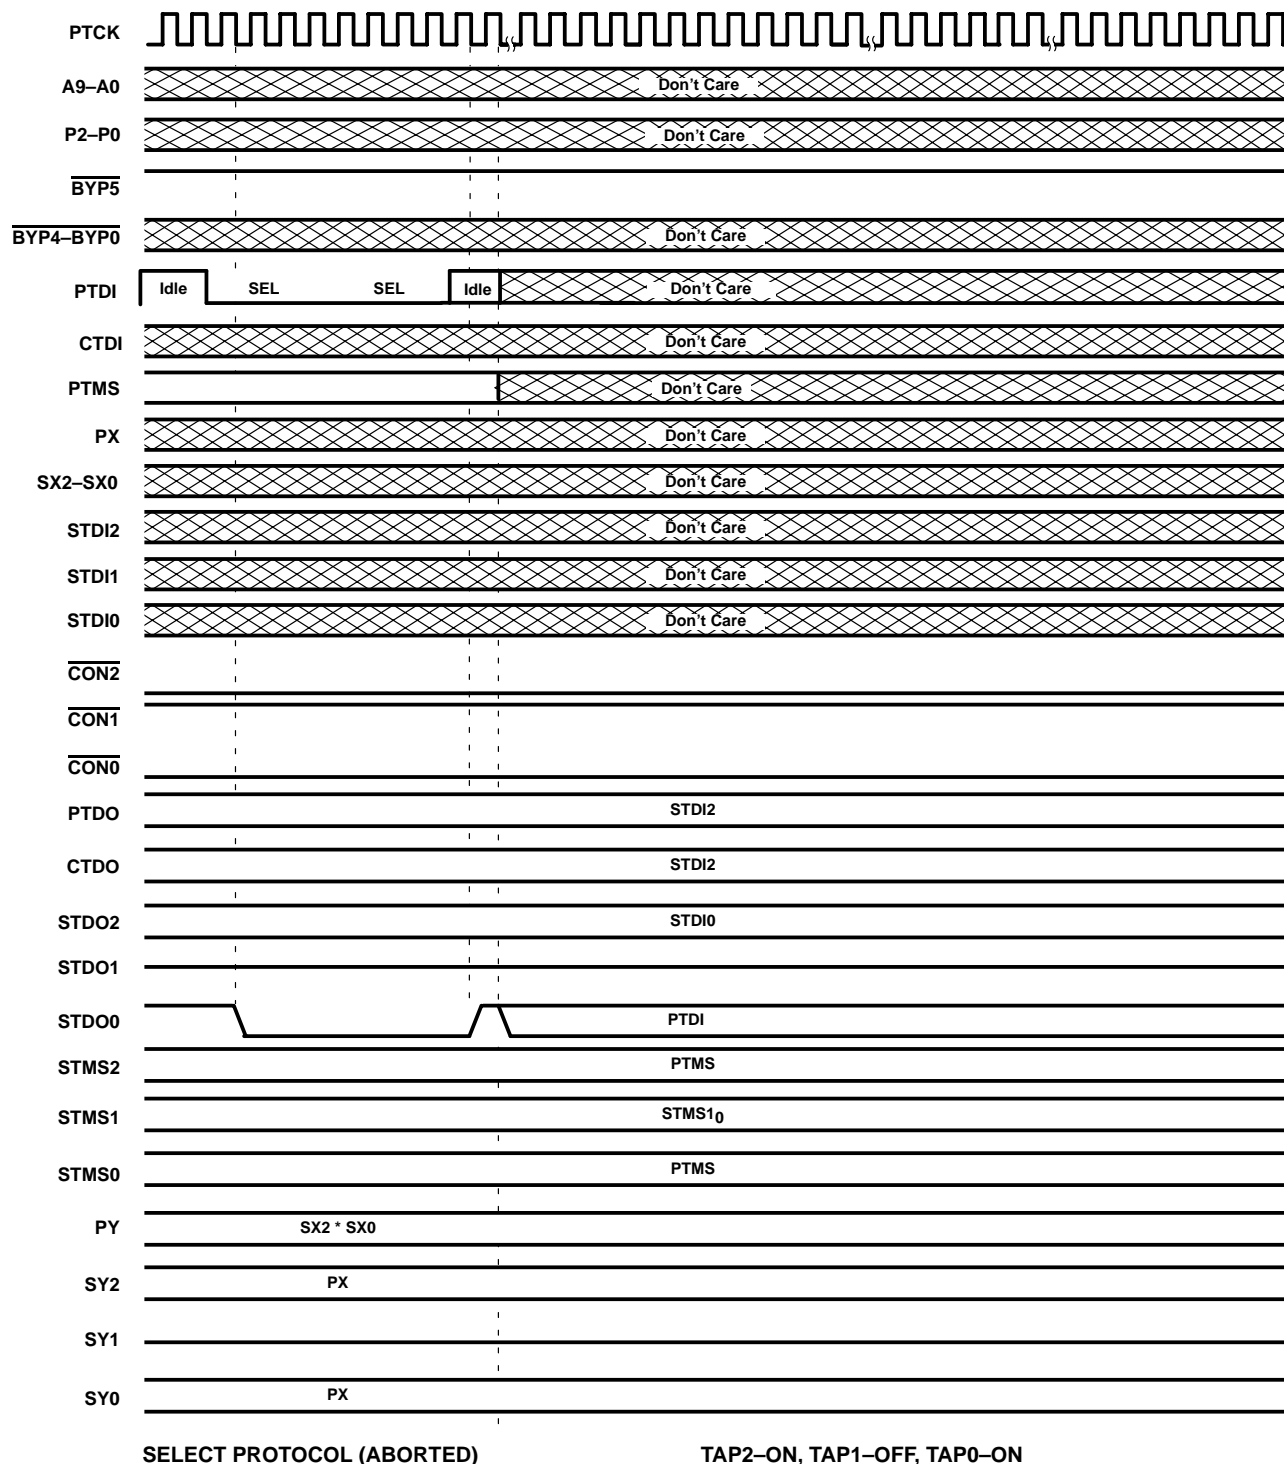 PTCK
A9–A0 Don't Care
P2–P0 Don't Care
BYP5
BYP4–BYP0 Don't Care
PTDI Idle SEL SEL Idle Don't Care
CTDI Don't Care
PTMS Don't Care
PX Don't Care
SX2–SX0 Don't Care
STDI2 Don't Care
STDI1 Don't Care
STDI0 Don't Care
CON2
CON1
CON0
PTDO STDI2
CTDO STDI2
STDO2 STDI0
STDO1
STDO0 PTDI
STMS2 PTMS
STMS1 STMS10
STMS0 PTMS
PY SX2 * SX0
SY2 PX
SY1
SY0 PX
SELECT PROTOCOL (ABORTED) TAP2–ON, TAP1–OFF, TAP0–ON